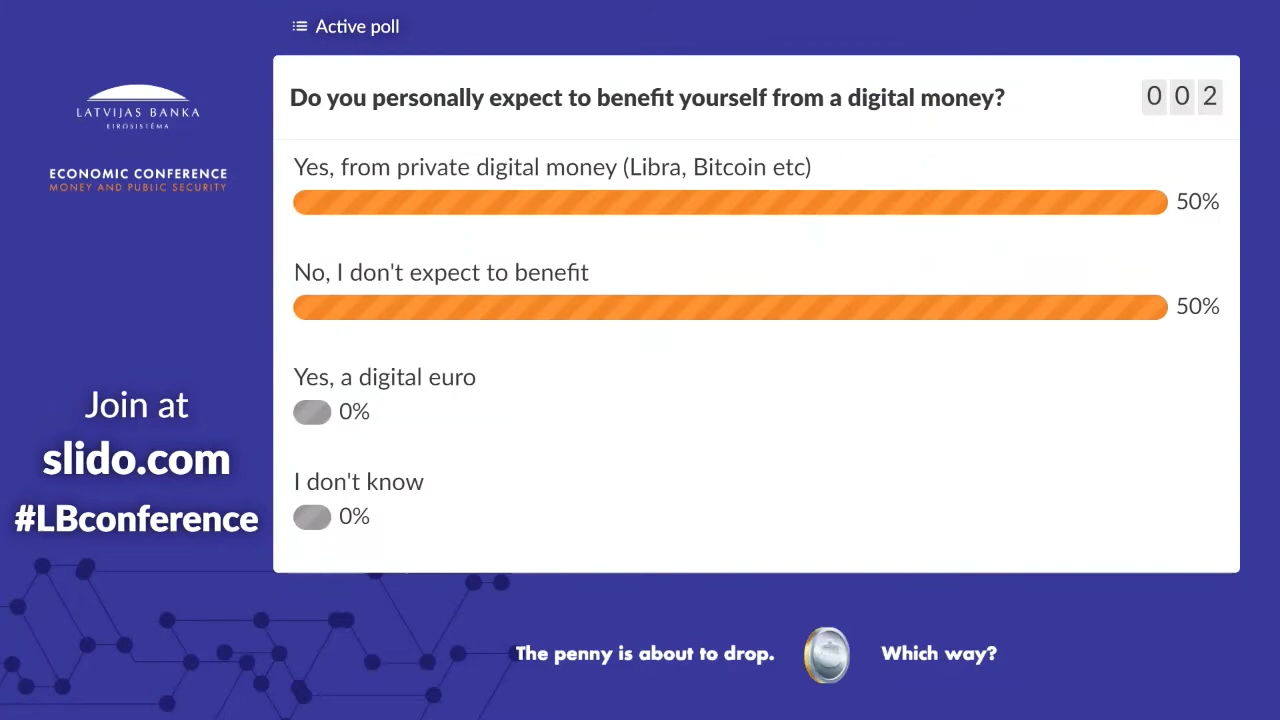 Active poll
Do you personally expect to benefit yourself from a digital money?
002
LATVIJAS BANKA
EIROSISTĒMA
ECONOMIC CONFERENCE
MONEY AND PUBLIC SECURITY
Yes, from private digital money (Libra, Bitcoin etc)
50%
No, I don't expect to benefit
50%
Yes, a digital euro
0%
I don't know
0%
Join at
slido.com
#LBconference
The penny is about to drop. Which way?